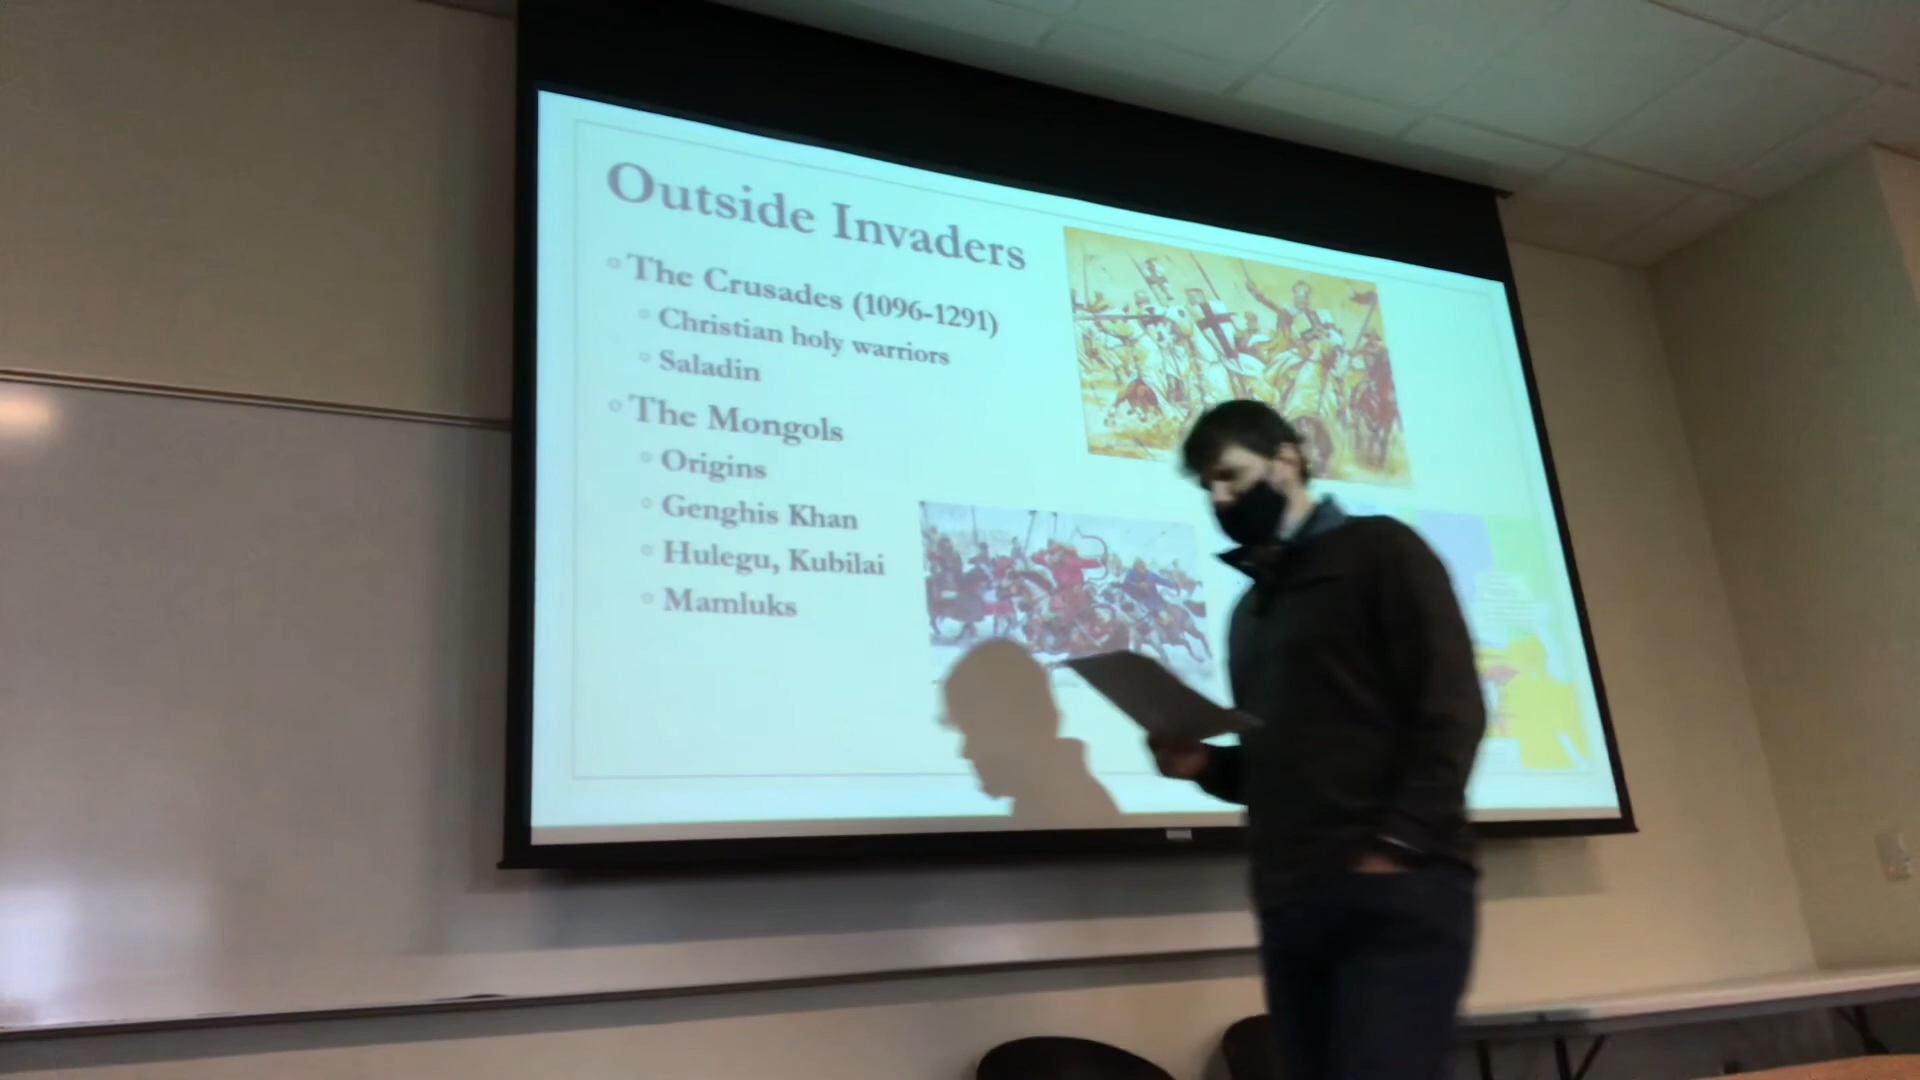 Outside Invaders
The Crusades (1096-1291)
Christian holy warriors
Saladin
The Mongols
Origins
Genghis Khan
Hulegu, Kubilai
Mamluks